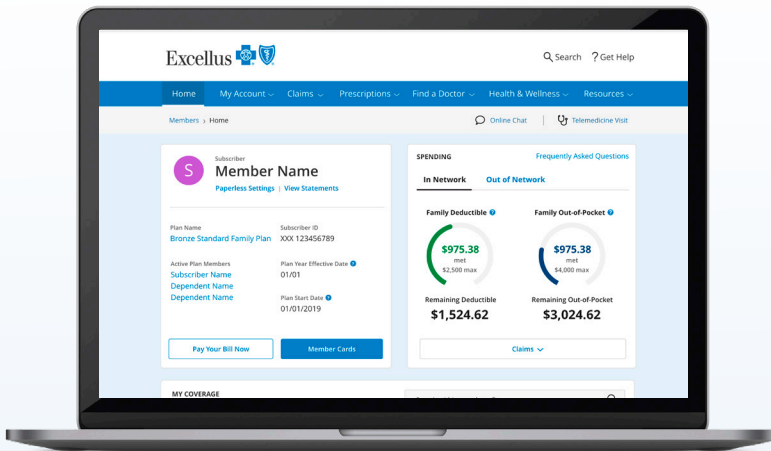 Excellus
Search ? Get Help
Home My Account Claims Prescriptions Find a Doctor Health & Wellness Resources
Members > Home
Online Chat | Telemedicine Visit
S
Subscriber
Member Name
Paperless Settings | View Statements
Plan Name
Bronze Standard Family Plan
Subscriber ID
XXX 123456789
Active Plan Members
Subscriber Name
Dependent Name
Dependent Name
Plan Year Effective Date ?
01/01
Plan Start Date ?
01/01/2019
Pay Your Bill Now
Member Cards
SPENDING
Frequently Asked Questions
In Network Out of Network
Family Deductible ?
$975.38
met
$2,500 max
Remaining Deductible
$1,524.62
Family Out-of-Pocket ?
$975.38
met
$4,000 max
Remaining Out-of-Pocket
$3,024.62
Claims
MY COVERAGE